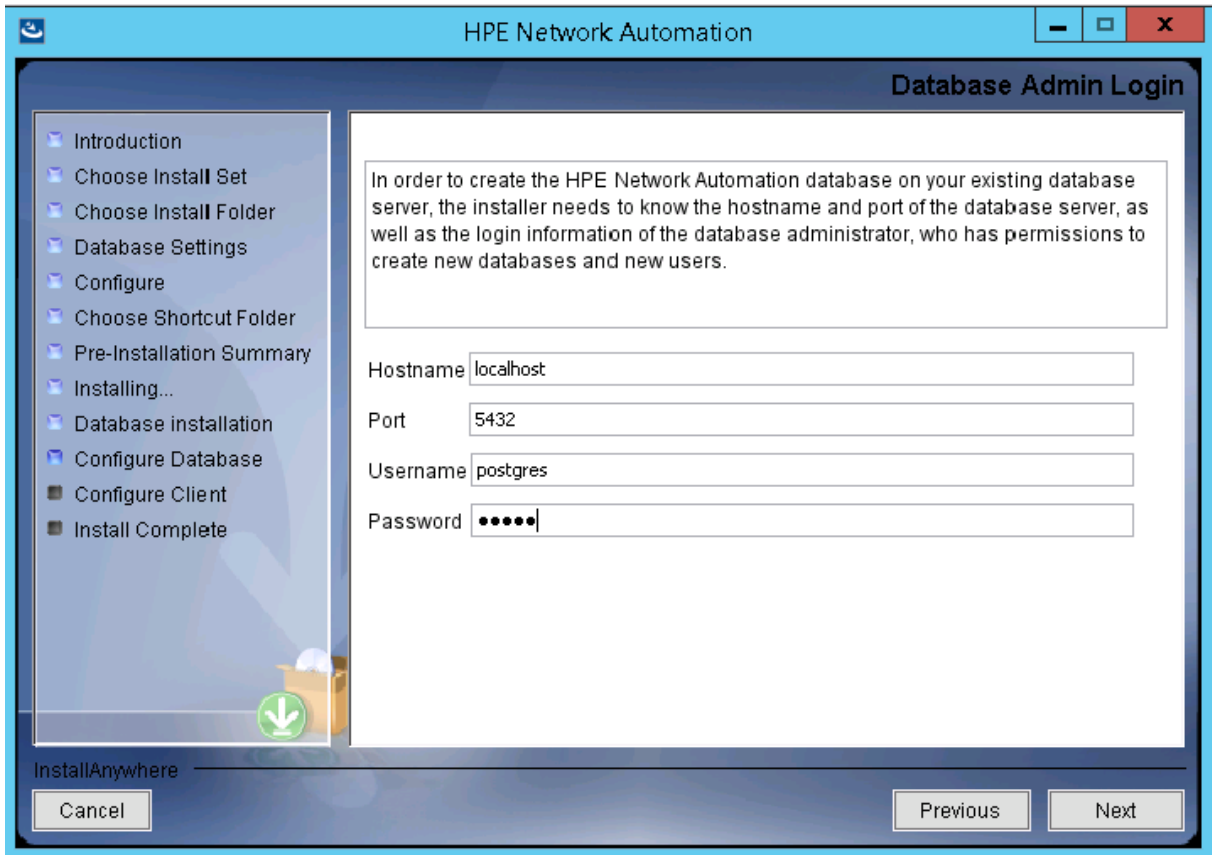 HPE Network Automation
Database Admin Login
Introduction
Choose Install Set
Choose Install Folder
Database Settings
Configure
Choose Shortcut Folder
Pre-Installation Summary
Installing...
Database installation
Configure Database
Configure Client
Install Complete
In order to create the HPE Network Automation database on your existing database
server, the installer needs to know the hostname and port of the database server, as
well as the login information of the database administrator, who has permissions to
create new databases and new users.
Hostname localhost
Port 5432
Username postgres
Password •••••
InstallAnywhere
Cancel Previous Next